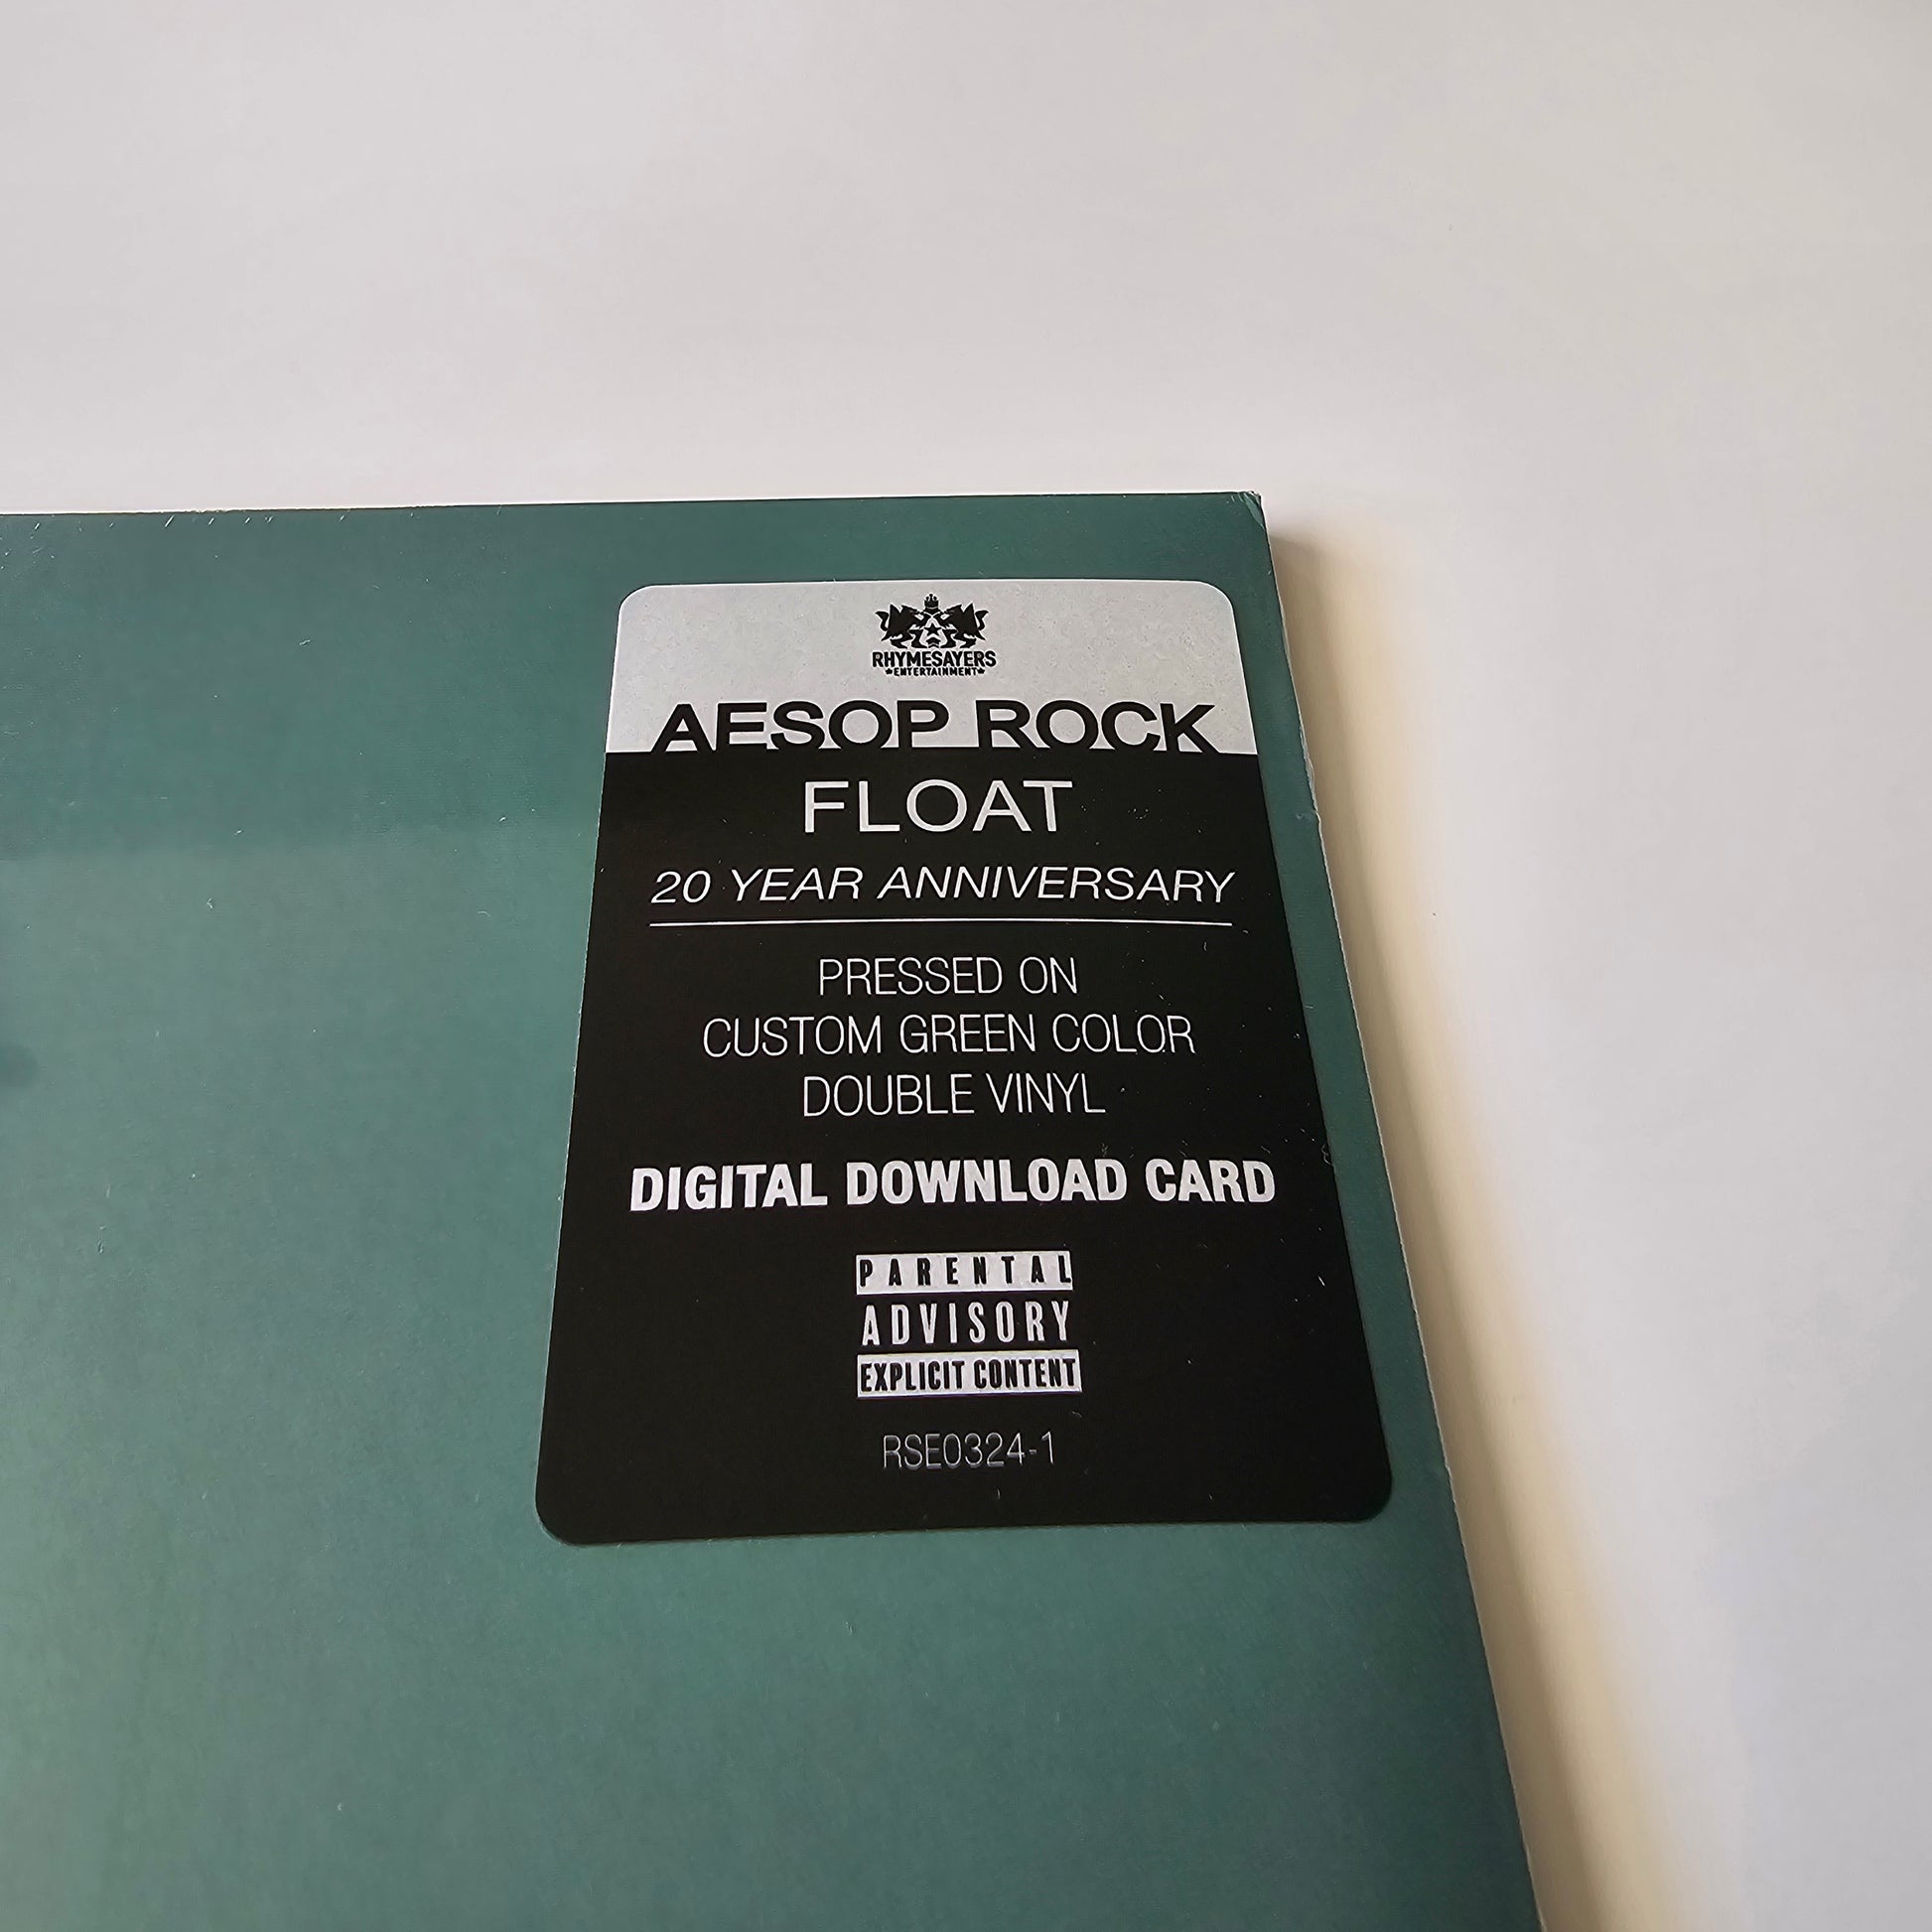 RHYMESAYERS
★ENTERTAINMENT★
AESOP ROCK
FLOAT
20 YEAR ANNIVERSARY
PRESSED ON
CUSTOM GREEN COLOR
DOUBLE VINYL
DIGITAL DOWNLOAD CARD
PARENTAL
ADVISORY
EXPLICIT CONTENT
RSE0324-1